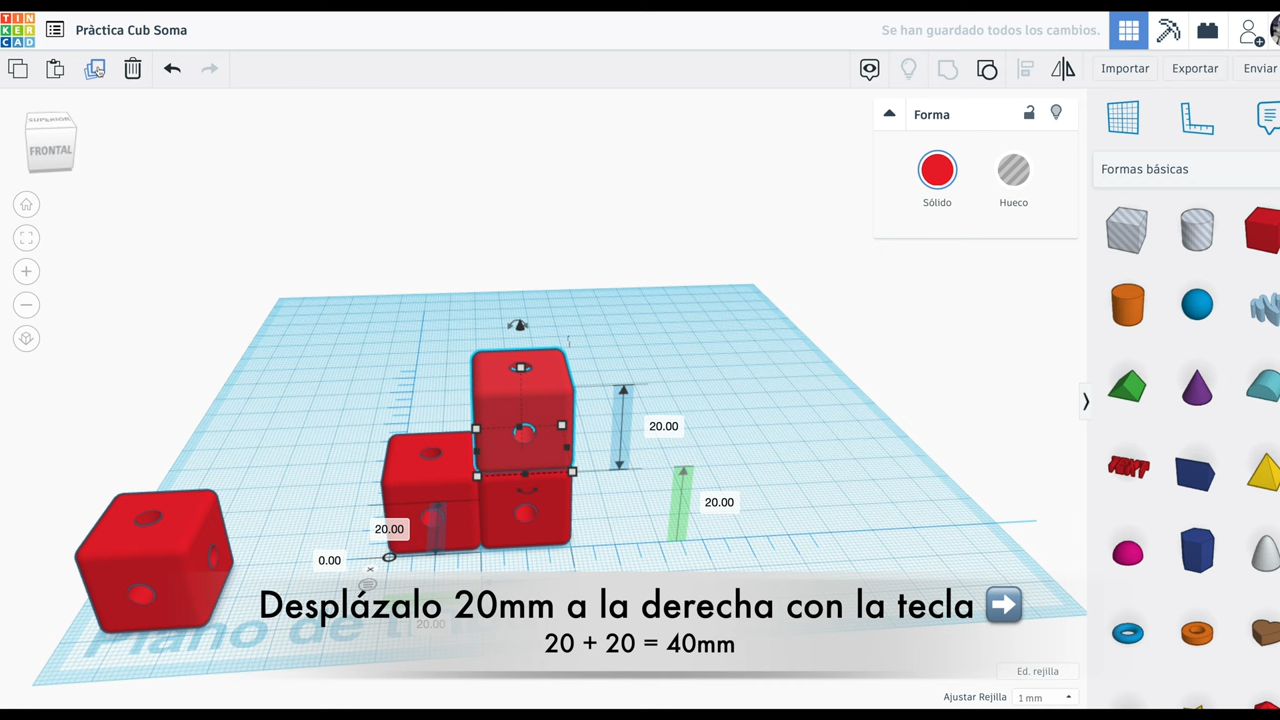 TIN
KER
CAD
Pràctica Cub Soma
Se han guardado todos los cambios.
Importar
Exportar
Enviar
SUPERIOR
FRONTAL
Forma
Sólido
Hueco
Formas básicas
20.00
20.00
20.00
0.00
Desplázalo 20mm a la derecha con la tecla ➡
20 + 20 = 40mm
20.00
Plano de
Ed. rejilla
Ajustar Rejilla
1 mm